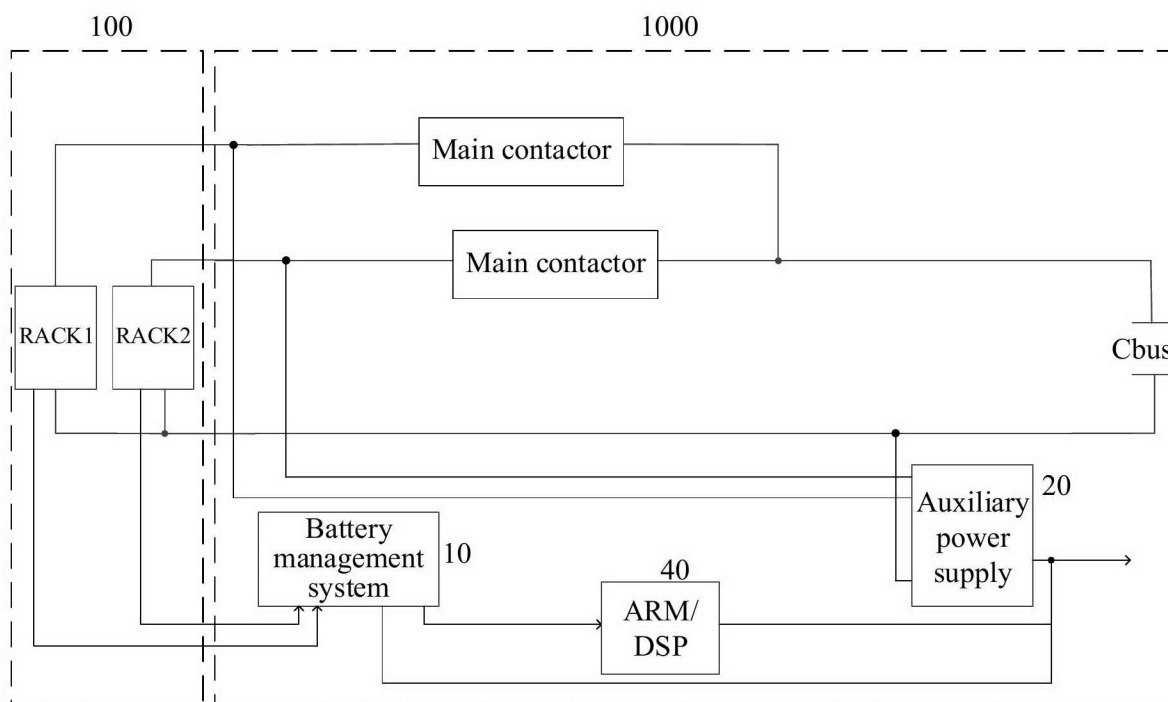 100
1000
Main contactor
Main contactor
RACK1
RACK2
Cbus
Auxiliary
power
supply
20
Battery
management
system
10
40
ARM/
DSP